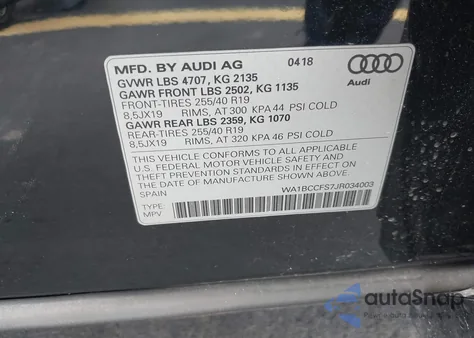 MFD. BY AUDI AG 0418
GVWR LBS 4707, KG 2135
GAWR FRONT LBS 2502, KG 1135
FRONT-TIRES 255/40 R19
8,5JX19 RIMS, AT 300 KPA 44 PSI COLD
GAWR REAR LBS 2359, KG 1070
REAR-TIRES 255/40 R19
8,5JX19 RIMS, AT 320 KPA 46 PSI COLD
Audi
THIS VEHICLE CONFORMS TO ALL APPLICABLE
U.S. FEDERAL MOTOR VEHICLE SAFETY AND
THEFT PREVENTION STANDARDS IN EFFECT ON
THE DATE OF MANUFACTURE SHOWN ABOVE.
SPAIN
WA1BCCFS7JR034003
TYPE:
MPV
autoSnap